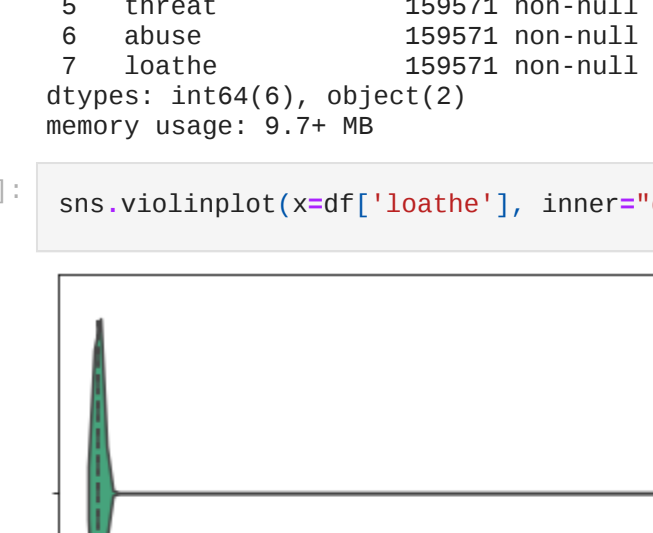 5 threat 159571 non-null
6 abuse 159571 non-null
7 loathe 159571 non-null
dtypes: int64(6), object(2)
memory usage: 9.7+ MB
]: sns.violinplot(x=df['loathe'], inner="